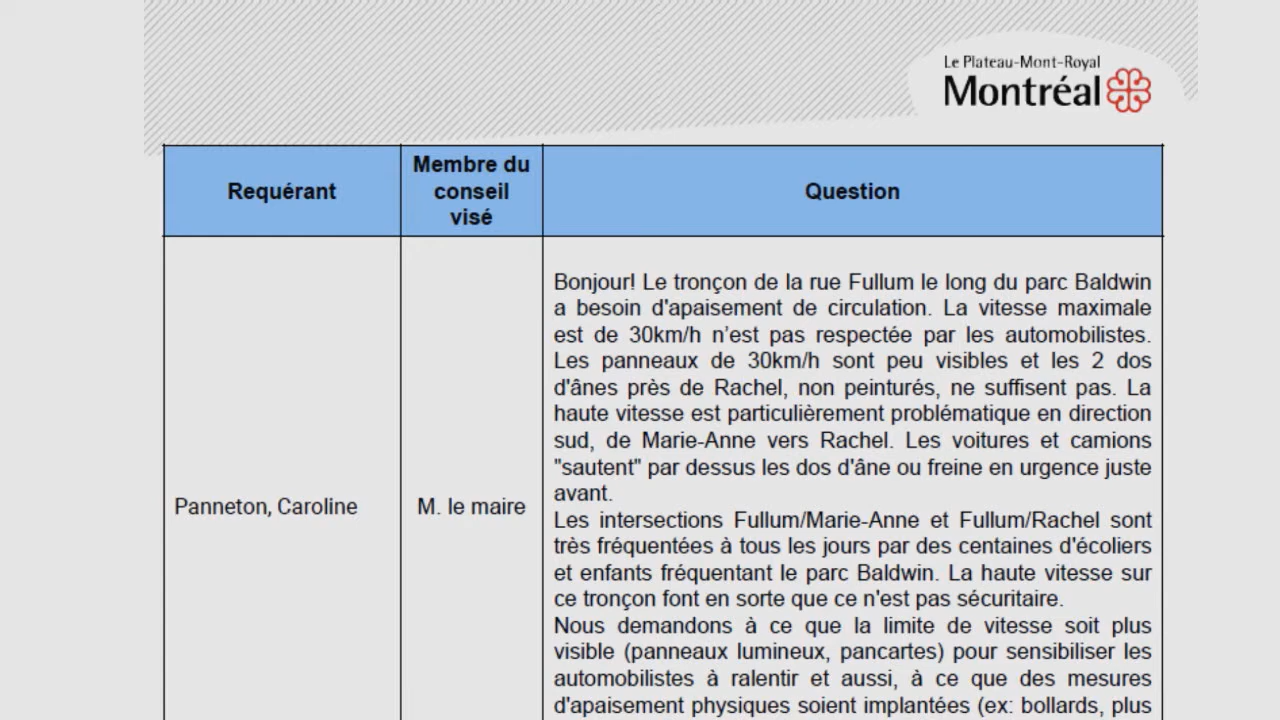 Le Plateau-Mont-Royal
Montréal
Requérant
Membre du
conseil
visé
Question
Bonjour! Le tronçon de la rue Fullum le long du parc Baldwin
a besoin d'apaisement de circulation. La vitesse maximale
est de 30km/h n’est pas respectée par les automobilistes.
Les panneaux de 30km/h sont peu visibles et les 2 dos
d'ânes près de Rachel, non peinturés, ne suffisent pas. La
haute vitesse est particulièrement problématique en direction
sud, de Marie-Anne vers Rachel. Les voitures et camions
"sautent" par dessus les dos d'âne ou freine en urgence juste
avant.
Panneton, Caroline
M. le maire
Les intersections Fullum/Marie-Anne et Fullum/Rachel sont
très fréquentées à tous les jours par des centaines d'écoliers
et enfants fréquentant le parc Baldwin. La haute vitesse sur
ce tronçon font en sorte que ce n'est pas sécuritaire.
Nous demandons à ce que la limite de vitesse soit plus
visible (panneaux lumineux, pancartes) pour sensibiliser les
automobilistes à ralentir et aussi, à ce que des mesures
d'apaisement physiques soient implantées (ex: bollards, plus